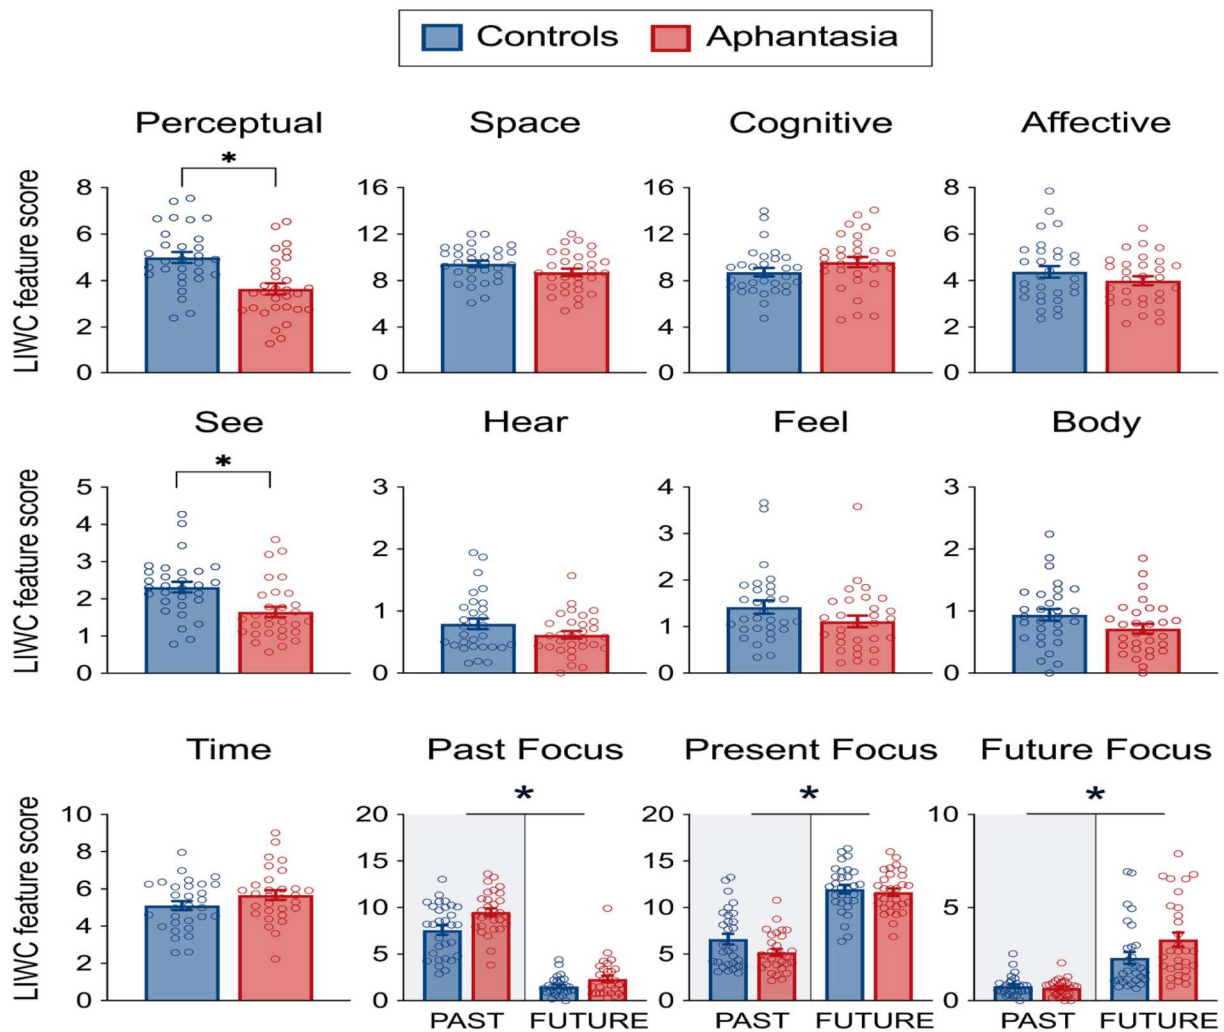 Controls Aphantasia
Perceptual Space Cognitive Affective
*
LIWC feature score
8 16 16 8
6 12 12 6
4 8 8 4
2 4 4 2
0 0 0 0
See Hear Feel Body
*
LIWC feature score
5 3 4 3
4 2 3 2
3 1 2 1
2 0 1 0
1 0
0
Time Past Focus Present Focus Future Focus
* * *
LIWC feature score
10 20 20 10
8 15 15 5
6 10 10 0
4 5 5
2 0 0
0
PAST FUTURE PAST FUTURE PAST FUTURE